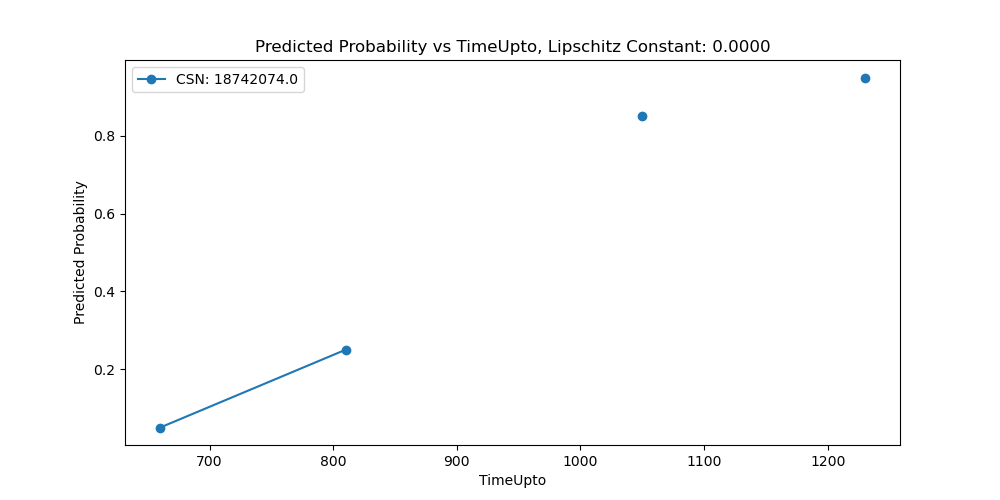 Predicted Probability vs TimeUpto, Lipschitz Constant: 0.0000
CSN: 18742074.0
0.8
0.6
0.4
0.2
Predicted Probability
700 800 900 1000 1100 1200
TimeUpto